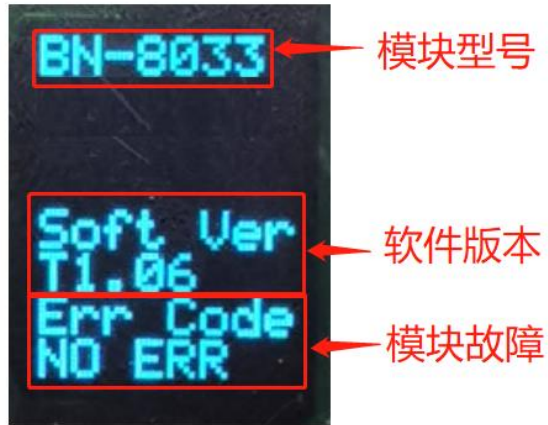 BN-8033
模块型号
Soft Ver
T1.06
软件版本
Err Code
NO ERR
模块故障